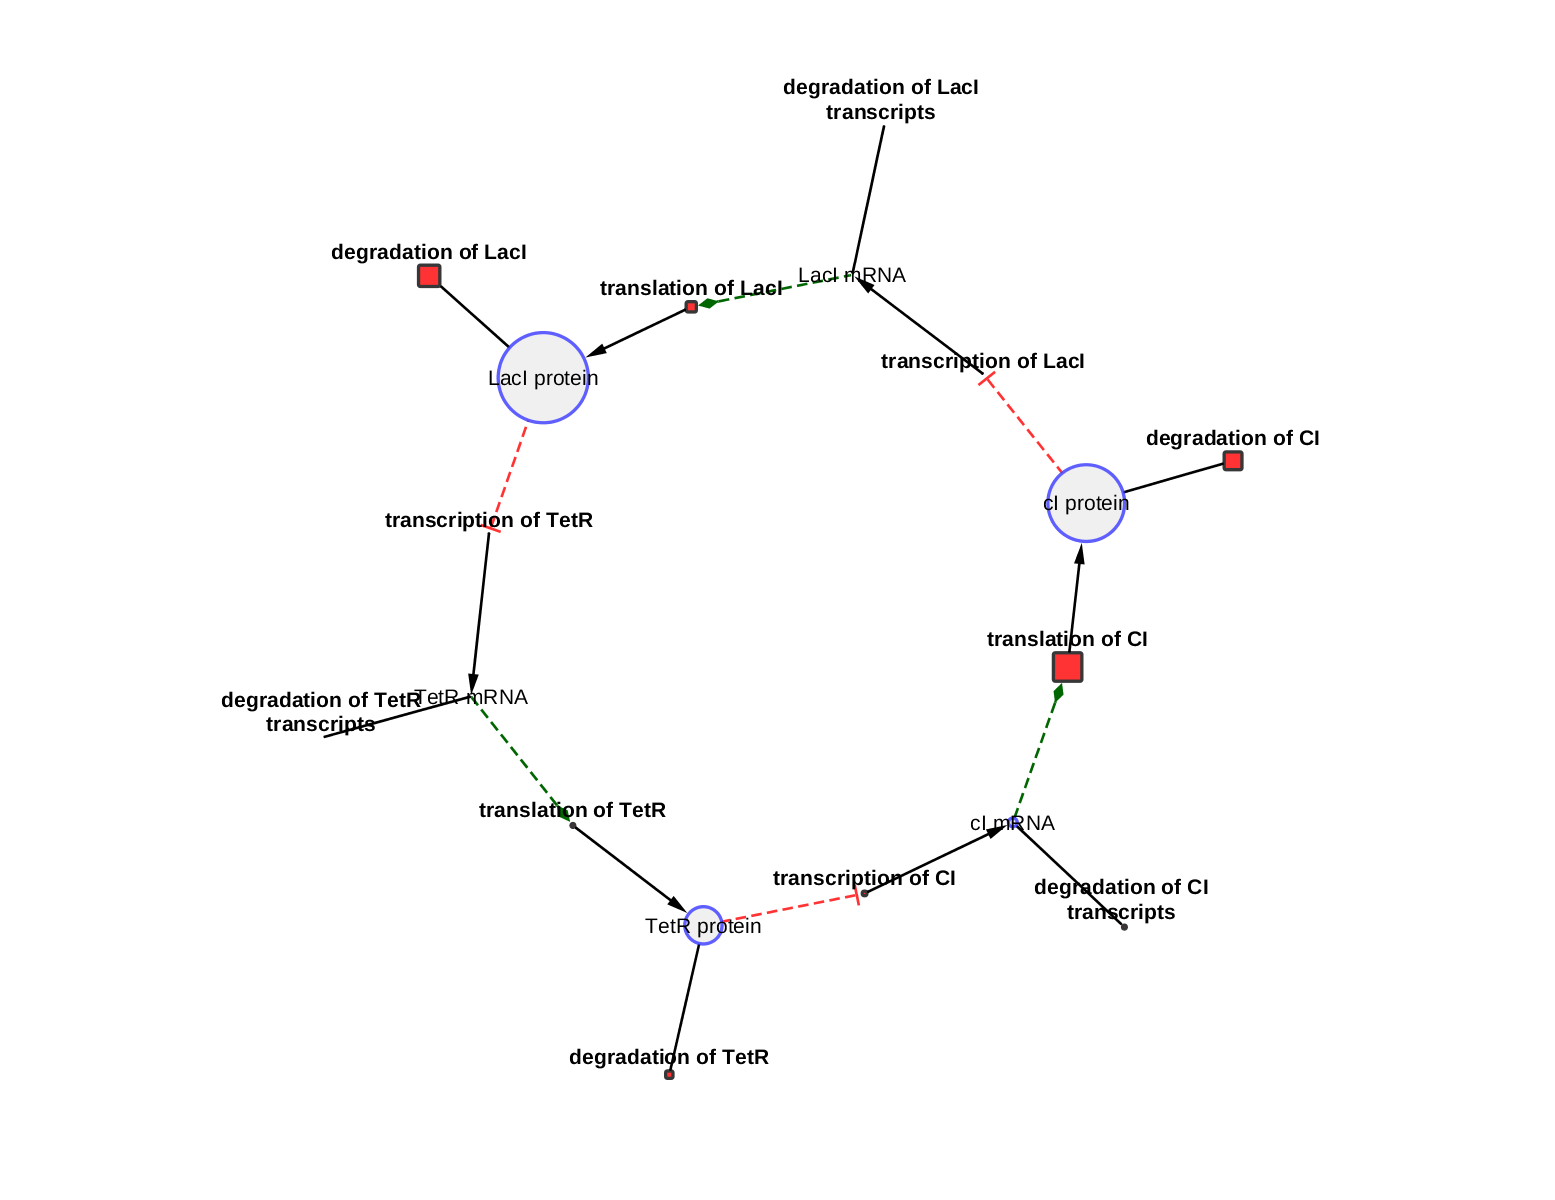 degradation of LacI
transcripts
degradation of LacI
LacI mRNA
translation of LacI
transcription of LacI
LacI protein
degradation of CI
cI protein
transcription of TetR
translation of CI
degradation of TetR
transcripts
TetR mRNA
translation of TetR
cI mRNA
transcription of CI
degradation of CI
transcripts
TetR protein
degradation of TetR